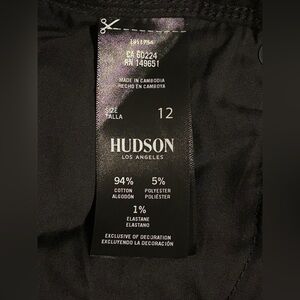 CA 60224
RN 149651
MADE IN CAMBODIA
HECHO EN CAMBOYA
SIZE
TALLA 12
HUDSON
LOS ANGELES
94% 5%
COTTON POLYESTER
ALGODÓN POLIÉSTER
1%
ELASTANE
ELASTANO
EXCLUSIVE OF DECORATION
EXCLUYENDO LA DECORACIÓN